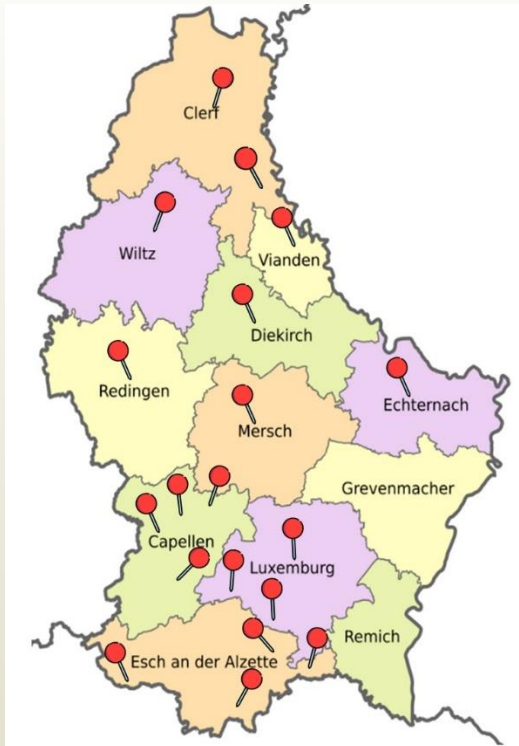 Clerf
Wiltz
Vianden
Diekirch
Redingen
Echternach
Mersch
Grevenmacher
Capellen
Luxemburg
Remich
Esch an der Alzette